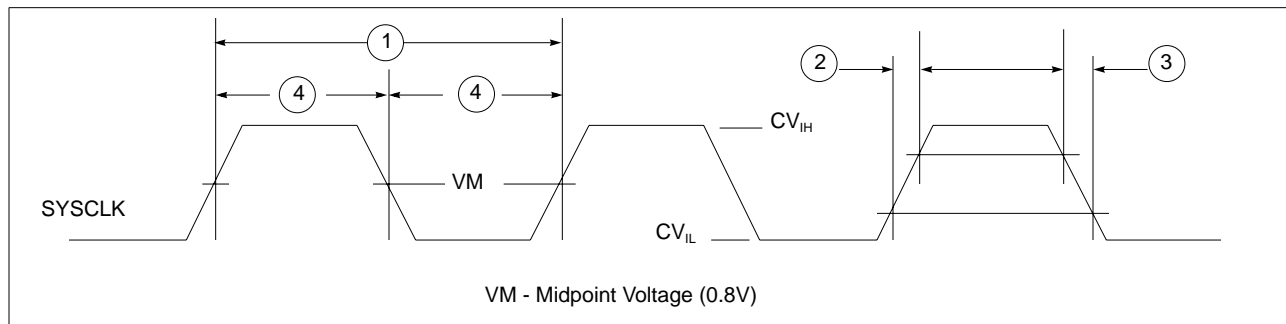 1
2
3
4
4
CV_IH
VM
SYSCLK
CV_IL
VM - Midpoint Voltage (0.8V)